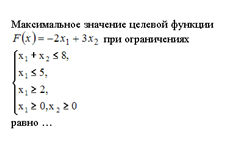 Максимальное значение целевой функции
F(x) = −2x₁ + 3x₂ при ограничениях
x₁ + x₂ ≤ 8,
x₁ ≤ 5,
x₁ ≥ 2,
x₁ ≥ 0, x₂ ≥ 0
равно ...